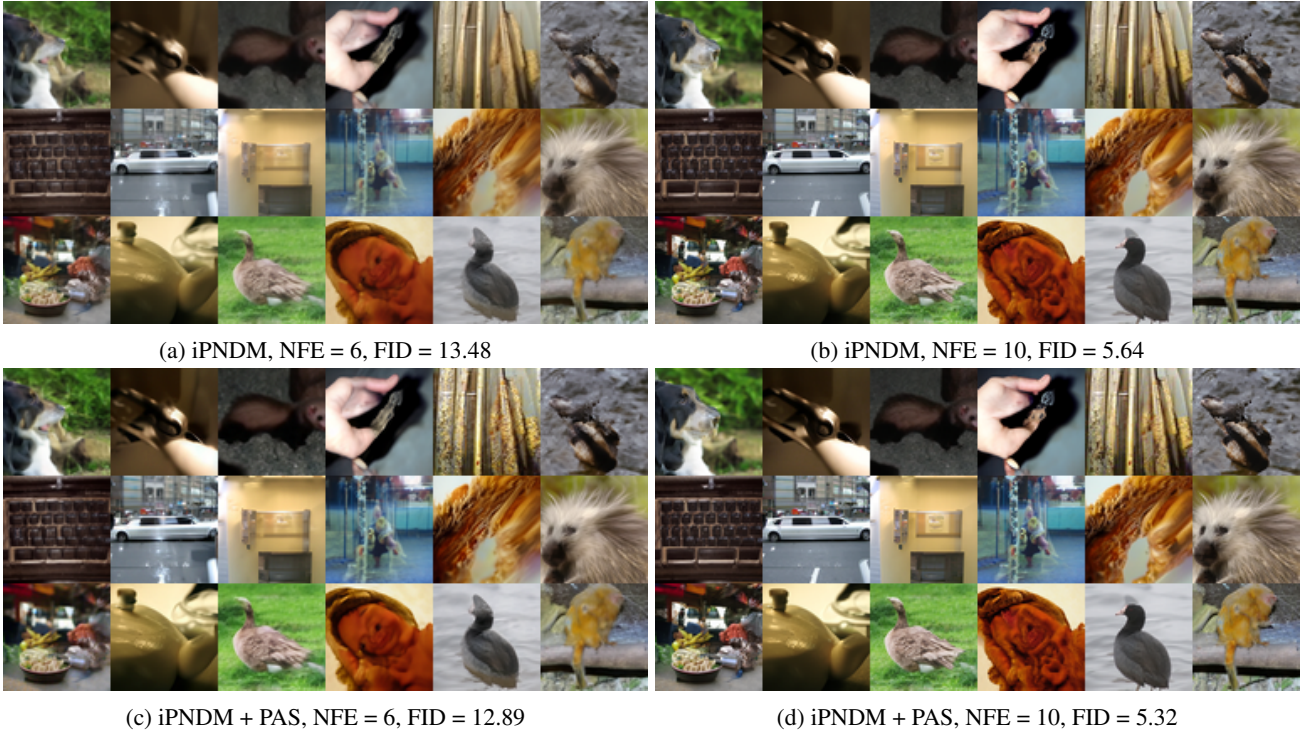 (a) iPNDM, NFE = 6, FID = 13.48
(b) iPNDM, NFE = 10, FID = 5.64
(c) iPNDM + PAS, NFE = 6, FID = 12.89
(d) iPNDM + PAS, NFE = 10, FID = 5.32